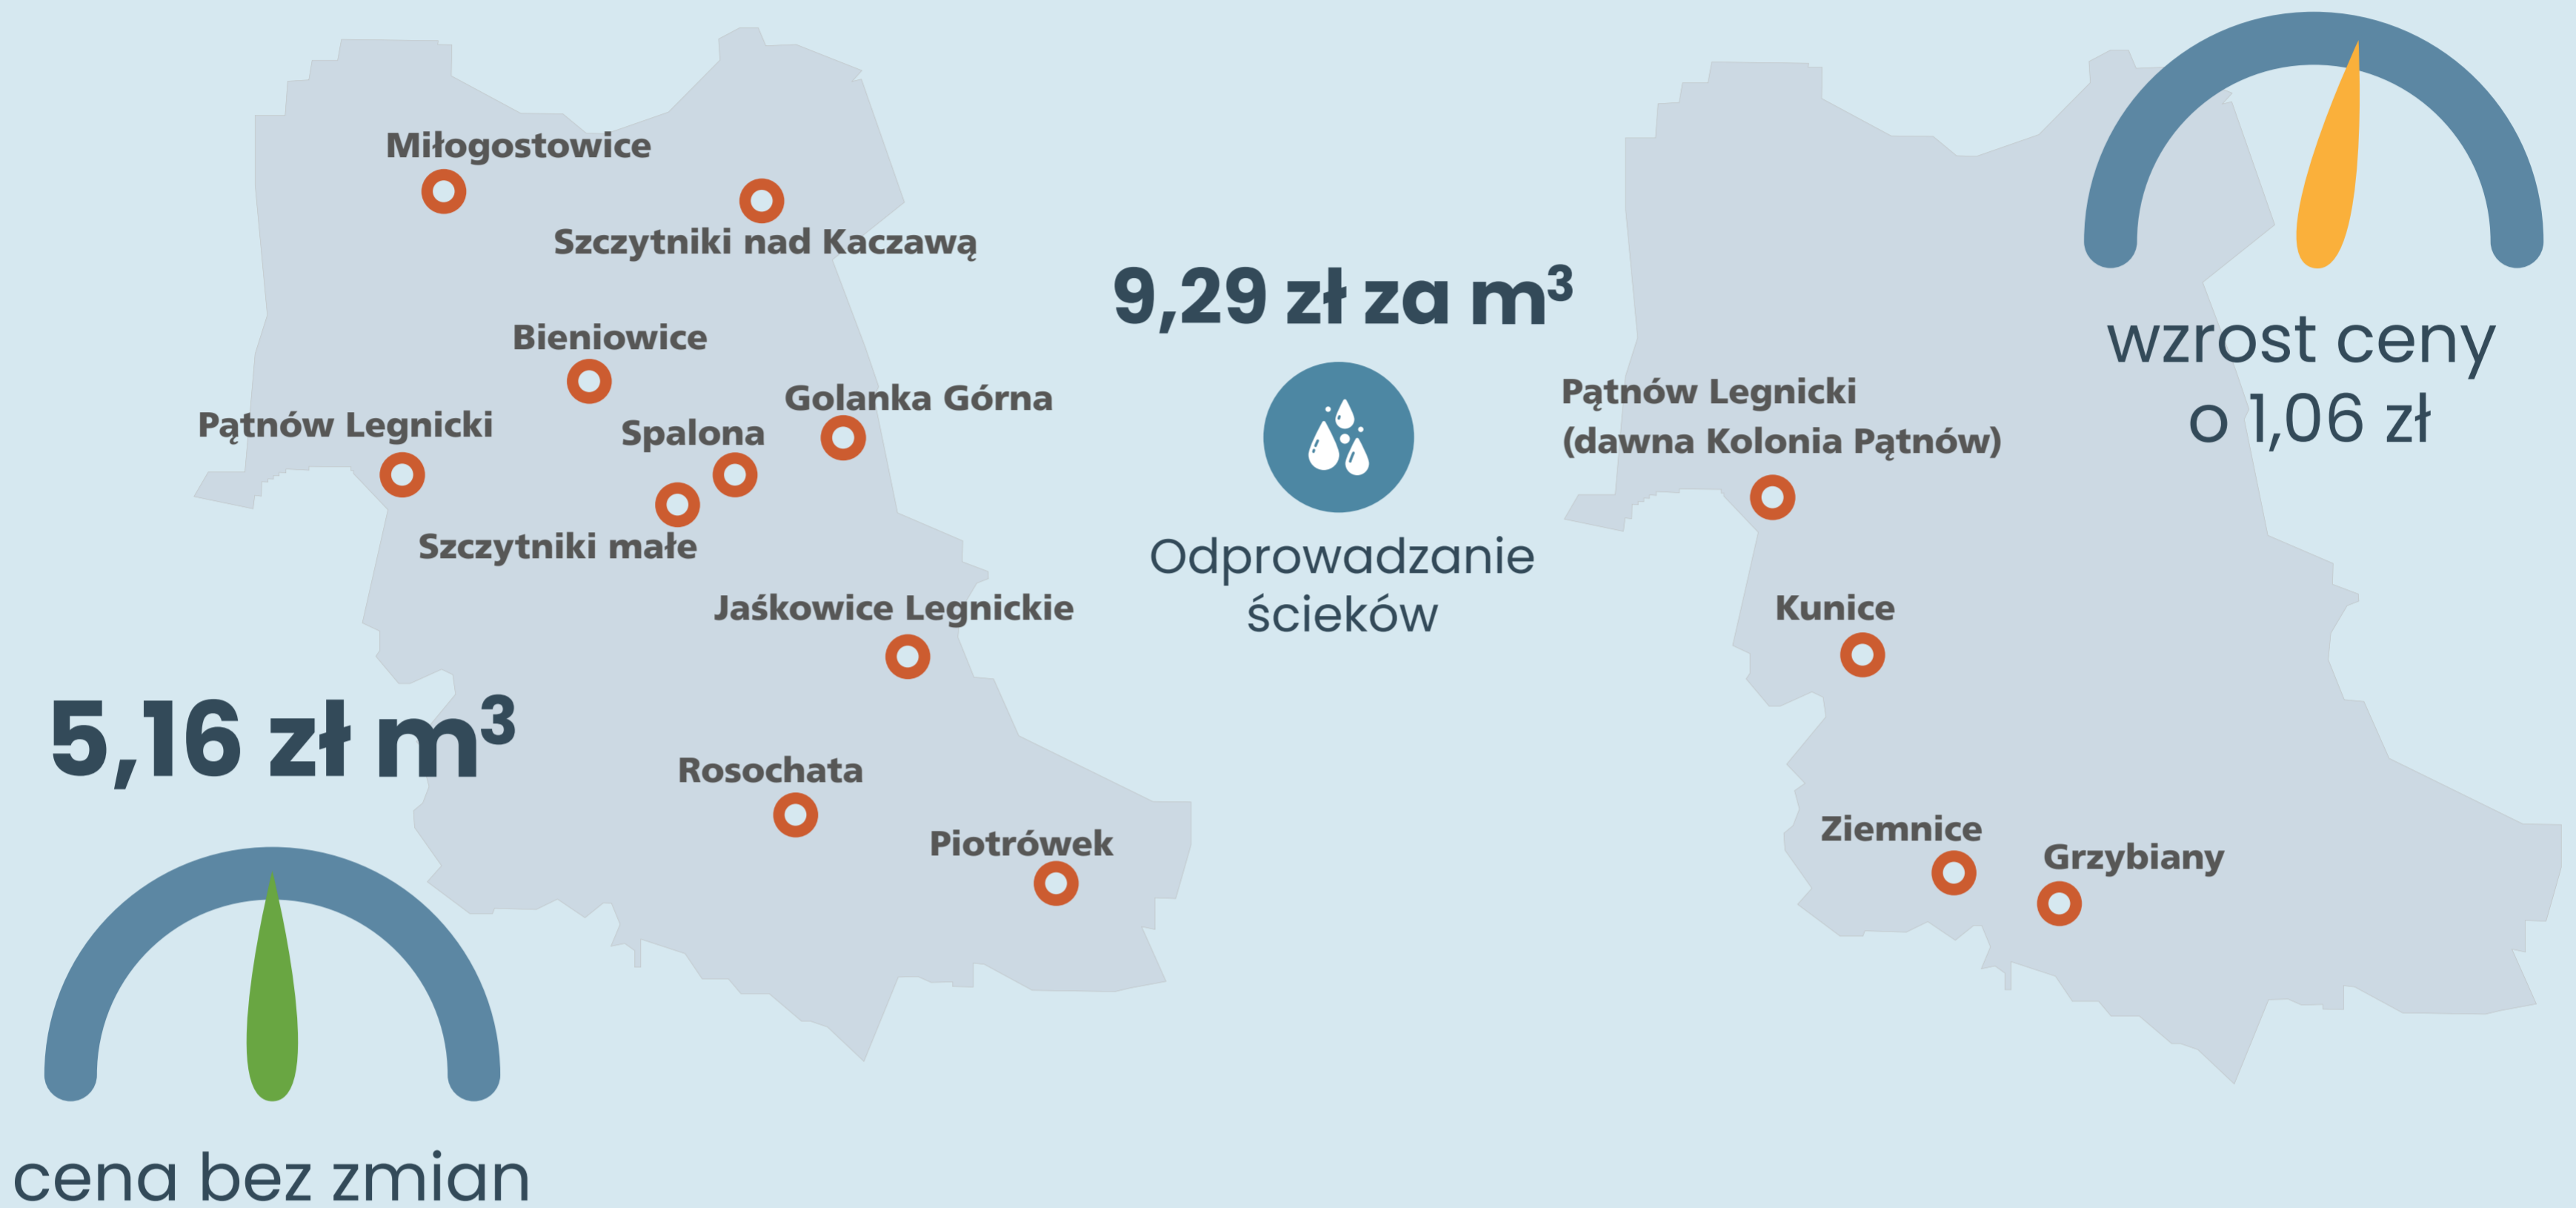 Miłogostowice
Szczytniki nad Kaczawą
Bieniowice
Golanka Górna
Pątnów Legnicki
Spalona
Szczytniki małe
Jaśkowice Legnickie
5,16 zł m³
Rosochata
Piotrówek
cena bez zmian
9,29 zł za m³
Odprowadzanie
ścieków
wzrost ceny
o 1,06 zł
Pątnów Legnicki
(dawna Kolonia Pątnów)
Kunice
Ziemnice
Grzybiany